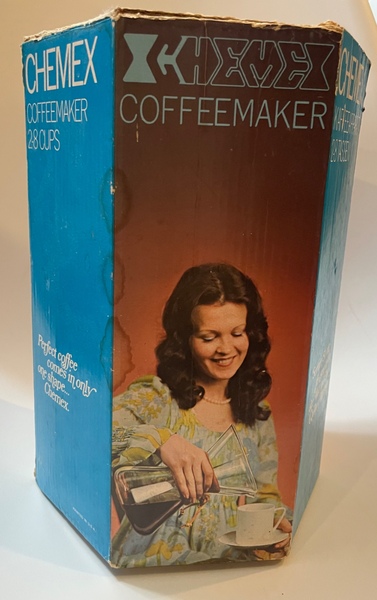 CHEMEX
COFFEEMAKER
2-8 CUPS
Perfect coffee
comes in only
one shape...
Chemex.
CHEMEX
COFFEEMAKER
CHEMEX